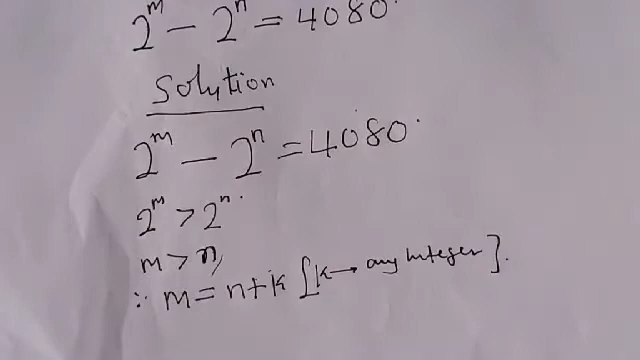 2^m - 2^n = 4080.
Solution
2^m - 2^n = 4080.
2^m > 2^n.
m > n,
∴ m = n+k [k → any Integer].